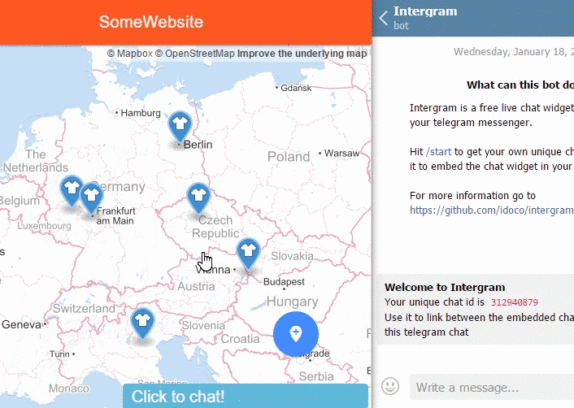 SomeWebsite
© Mapbox © OpenStreetMap Improve the underlying map
Gdansk
Hamburg
Berlin
The
Netherlands
Poland
Warsaw
Germany
Belgium
Frankfurt
am Main
Luxembourg
Czech
Republic
Slovakia
Vienna
Budapest
Austria
Hungary
Switzerland
Slovenia
Geneva
Croatia
Turin
Serbia
Monaco
Click to chat!
Intergram
bot
Wednesday, January 18, 2
What can this bot do
Intergram is a free live chat widget
your telegram messenger.
Hit /start to get your own unique ch
it to embed the chat widget in your
For more information go to
https://github.com/idoco/intergram
Welcome to Intergram
Your unique chat id is 312940879
Use it to link between the embedded cha
this telegram chat
Write a message...